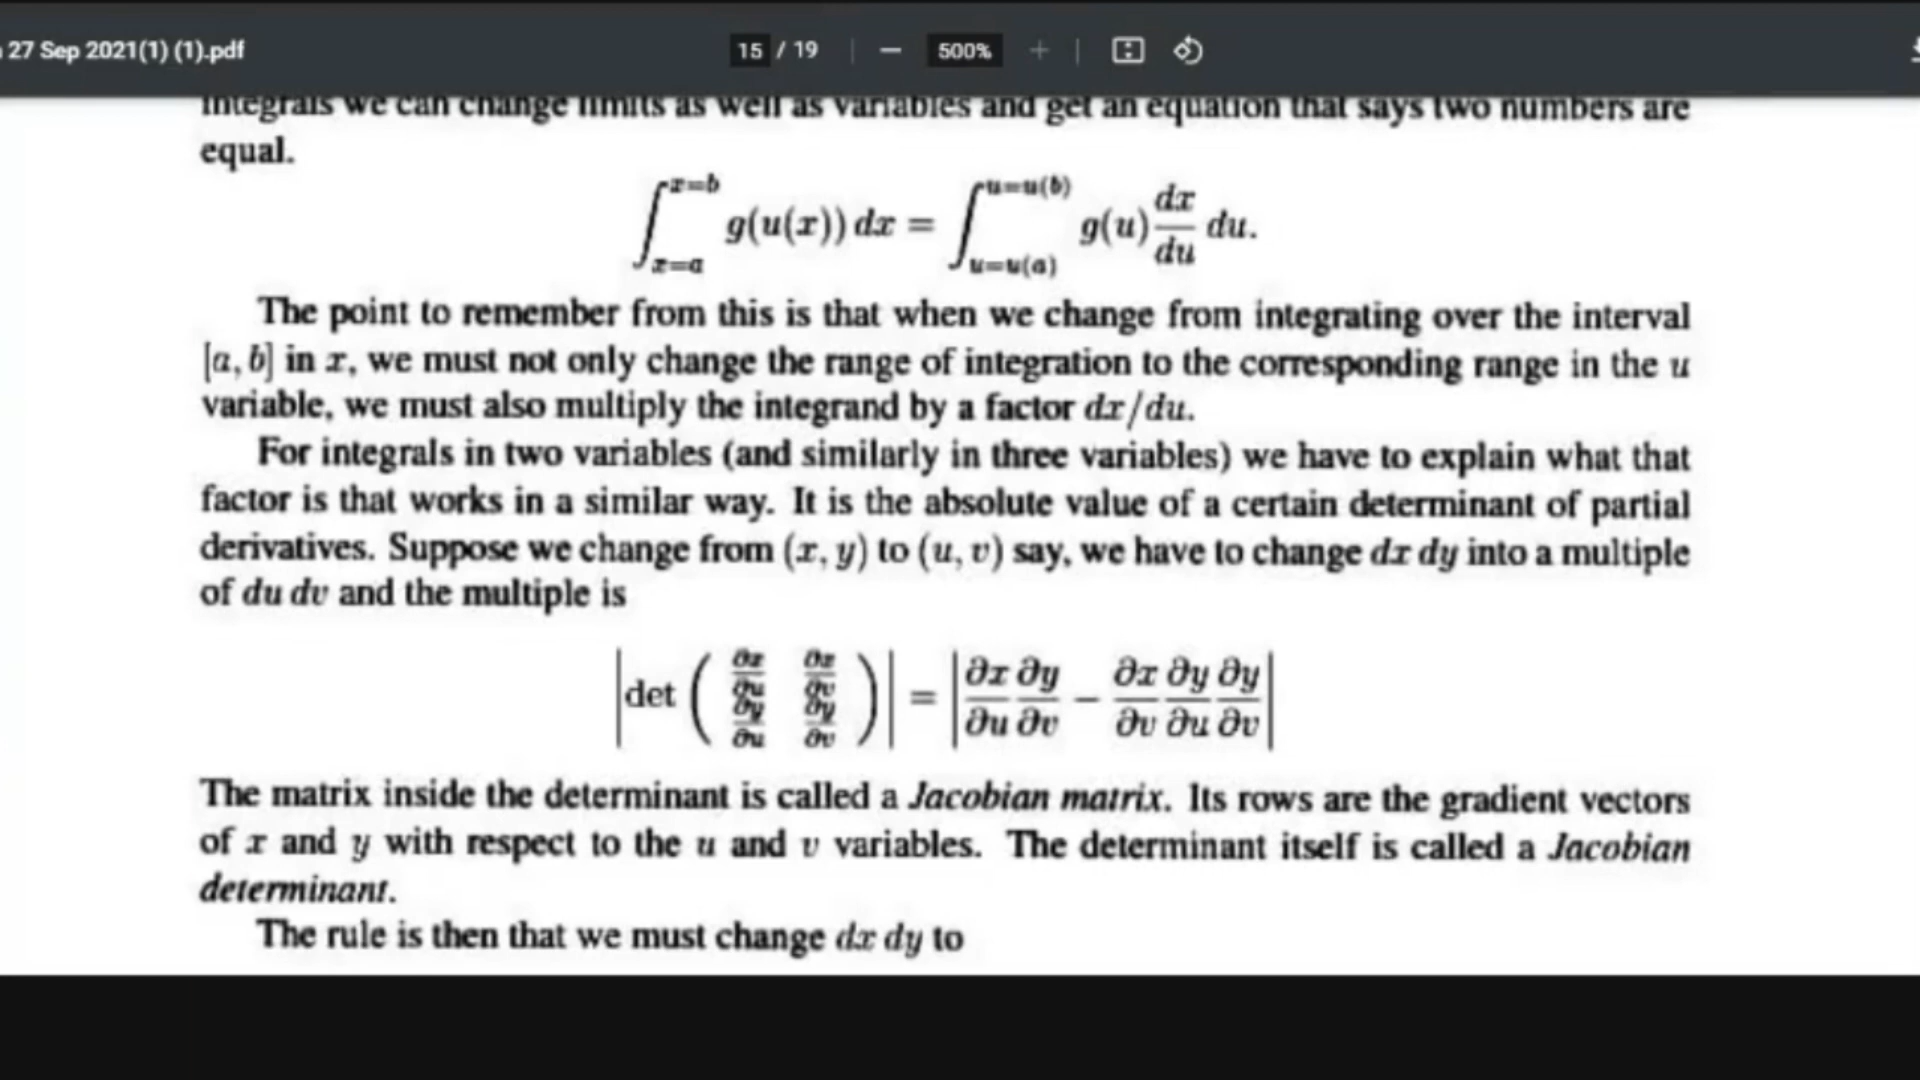 27 Sep 2021(1) (1).pdf
15 / 19
500%
integrals we can change limits as well as variables and get an equation that says two numbers are
equal.
∫_{x=a}^{x=b} g(u(x)) dx = ∫_{u=u(a)}^{u=u(b)} g(u) dx/du du.
The point to remember from this is that when we change from integrating over the interval
[a, b] in x, we must not only change the range of integration to the corresponding range in the u
variable, we must also multiply the integrand by a factor dx/du.
For integrals in two variables (and similarly in three variables) we have to explain what that
factor is that works in a similar way. It is the absolute value of a certain determinant of partial
derivatives. Suppose we change from (x, y) to (u, v) say, we have to change dx dy into a multiple
of du dv and the multiple is
|det ( ∂x/∂u ∂x/∂v ; ∂y/∂u ∂y/∂v )| = |∂x/∂u ∂y/∂v − ∂x/∂v ∂y/∂u ∂y/∂v|
The matrix inside the determinant is called a Jacobian matrix. Its rows are the gradient vectors
of x and y with respect to the u and v variables. The determinant itself is called a Jacobian
determinant.
The rule is then that we must change dx dy to